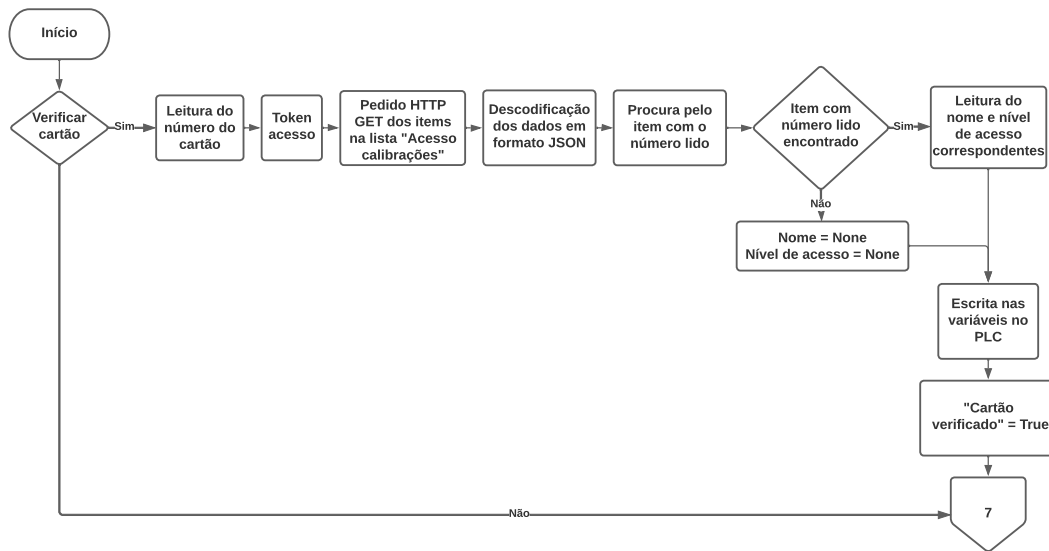 Início
Verificar
cartão
Sim
Leitura do
número do
cartão
Token
acesso
Pedido HTTP
GET dos items
na lista "Acesso
calibrações"
Descodificação
dos dados em
formato JSON
Procura pelo
item com o
número lido
Item com
número lido
encontrado
Sim
Leitura do
nome e nível
de acesso
correspondentes
Não
Nome = None
Nível de acesso = None
Escrita nas
variáveis no
PLC
"Cartão
verificado" = True
Não
7